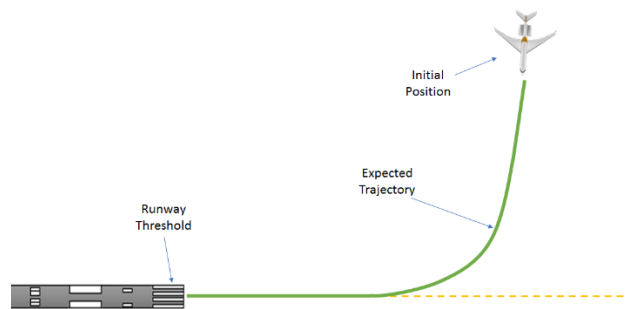 Initial
Position
Expected
Trajectory
Runway
Threshold